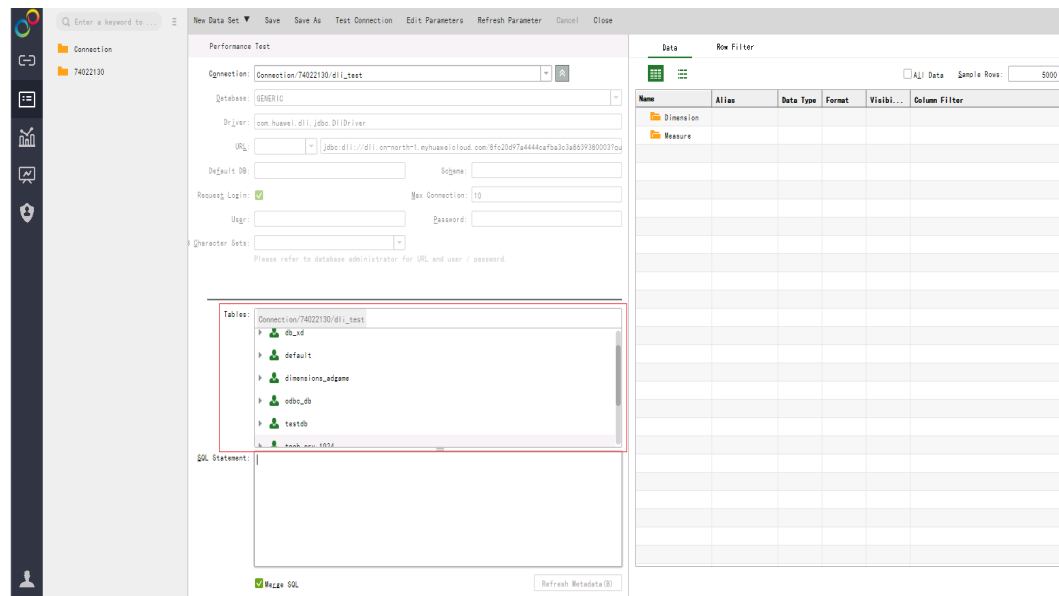 Enter a keyword to ...
Connection
74022130
New Data Set ▼ Save Save As Test Connection Edit Parameters Refresh Parameter Cancel Close
Performance Test
Connection: Connection/74022130/dli_test
Database: GENERIC
Driver: com.huawei.dli.jdbc.DliDriver
URL:
Default DB: Schema:
Request Login: Max Connection: 10
User: Password:
Character Sets:
Please refer to database administrator for URL and user / password.
Tables: Connection/74022130/dli_test
db_xd
default
dimensions_adgame
odbc_db
testdb
SQL Statement:
Merge SQL Refresh Metadata(B)
Data Row Filter
All Data Sample Rows: 5000
Name Alias Data Type Format Visibi... Column Filter
Dimension
Measure